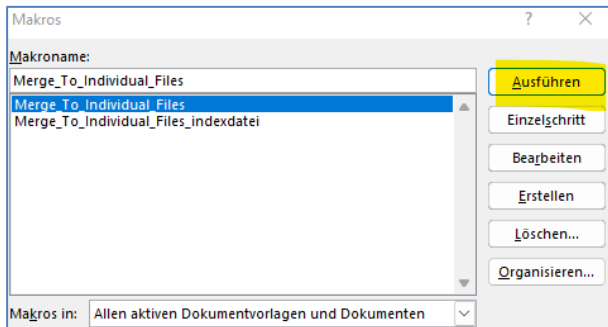 Makros ? ×
Makroname:
Merge_To_Individual_Files
Ausführen
Merge_To_Individual_Files
Merge_To_Individual_Files_indexdatei
Einzelschritt
Bearbeiten
Erstellen
Löschen...
Organisieren...
Makros in: Allen aktiven Dokumentvorlagen und Dokumenten